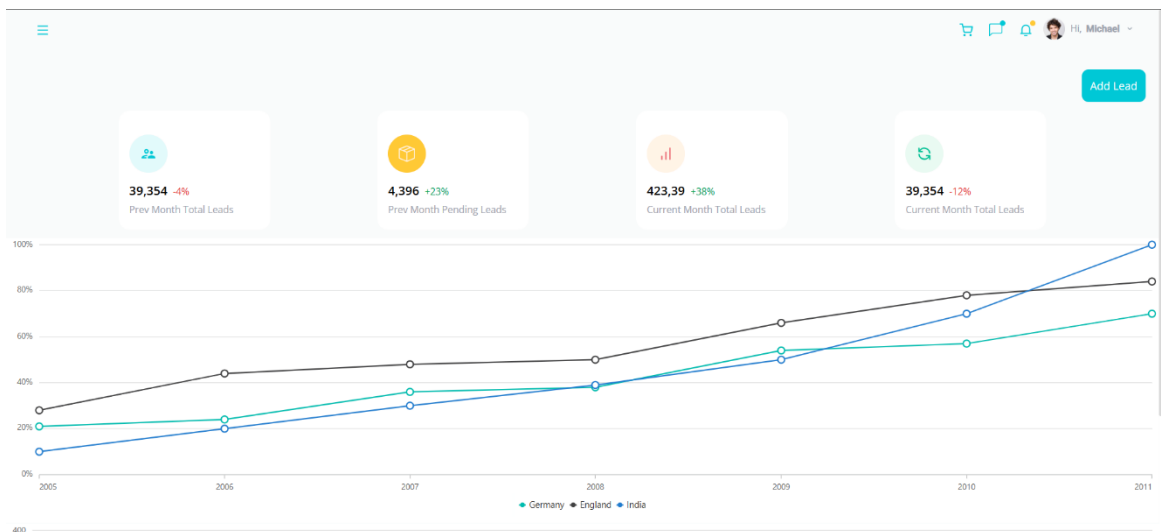 Hi, Michael
Add Lead
39,354 -4%
Prev Month Total Leads
4,396 +23%
Prev Month Pending Leads
423,39 +38%
Current Month Total Leads
39,354 -12%
Current Month Total Leads
100%
80%
60%
40%
20%
0%
2005 2006 2007 2008 2009 2010 2011
Germany England India
400